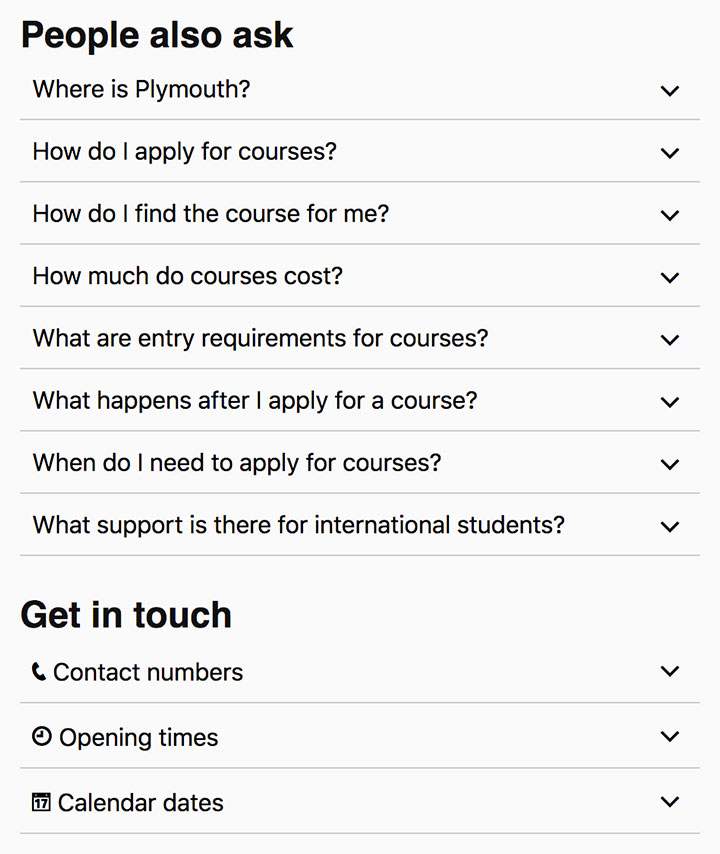 People also ask
Where is Plymouth?
How do I apply for courses?
How do I find the course for me?
How much do courses cost?
What are entry requirements for courses?
What happens after I apply for a course?
When do I need to apply for courses?
What support is there for international students?
Get in touch
Contact numbers
Opening times
17 Calendar dates